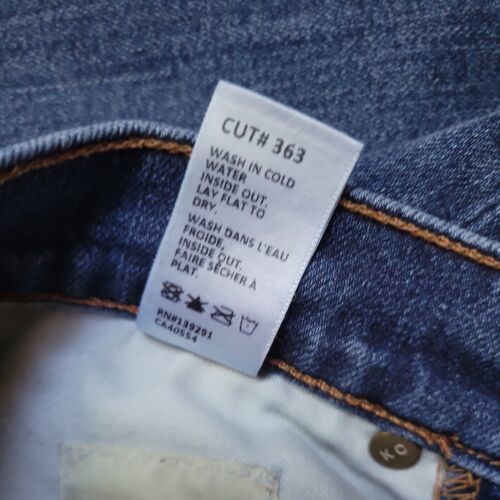 CUT# 363
WASH IN COLD
WATER
INSIDE OUT.
LAY FLAT TO
DRY.
WASH DANS L'EAU
FROIDE,
INSIDE OUT.
FAIRE SÉCHER À
PLAT.
RN#139291
CA40554
KC